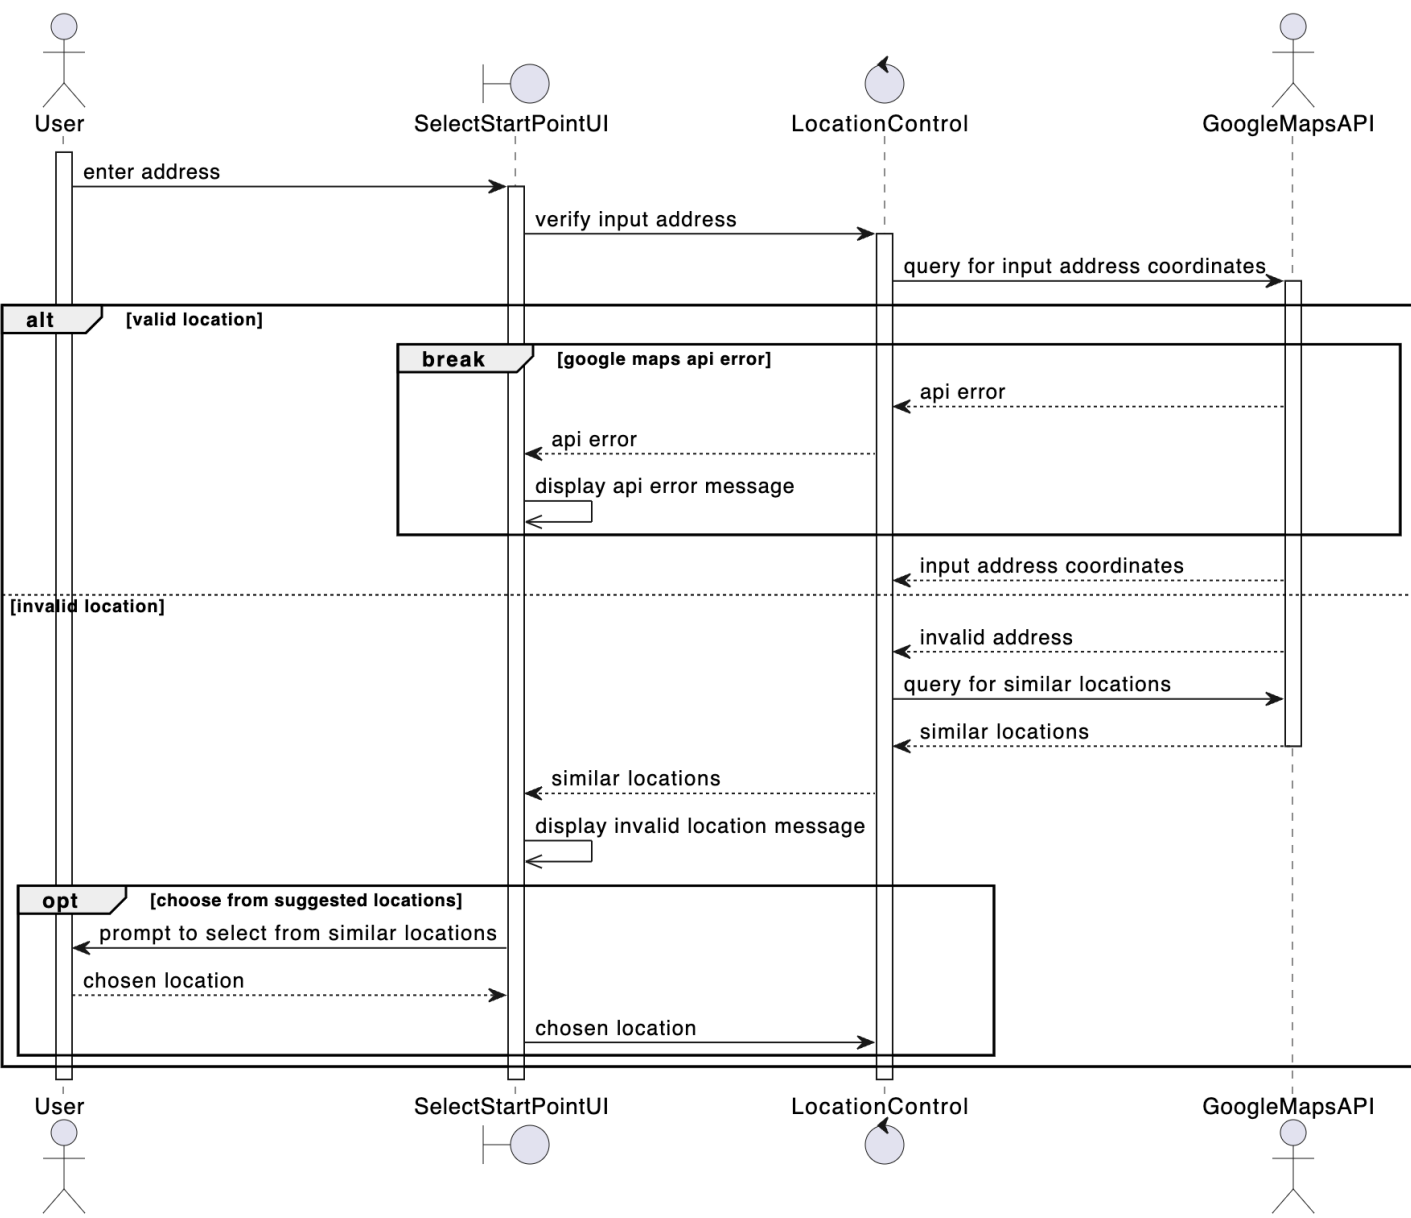 User
SelectStartPointUI
LocationControl
GoogleMapsAPI
enter address
verify input address
query for input address coordinates
alt
[valid location]
break
[google maps api error]
api error
api error
display api error message
input address coordinates
[invalid location]
invalid address
query for similar locations
similar locations
similar locations
display invalid location message
opt
[choose from suggested locations]
prompt to select from similar locations
chosen location
chosen location
User
SelectStartPointUI
LocationControl
GoogleMapsAPI